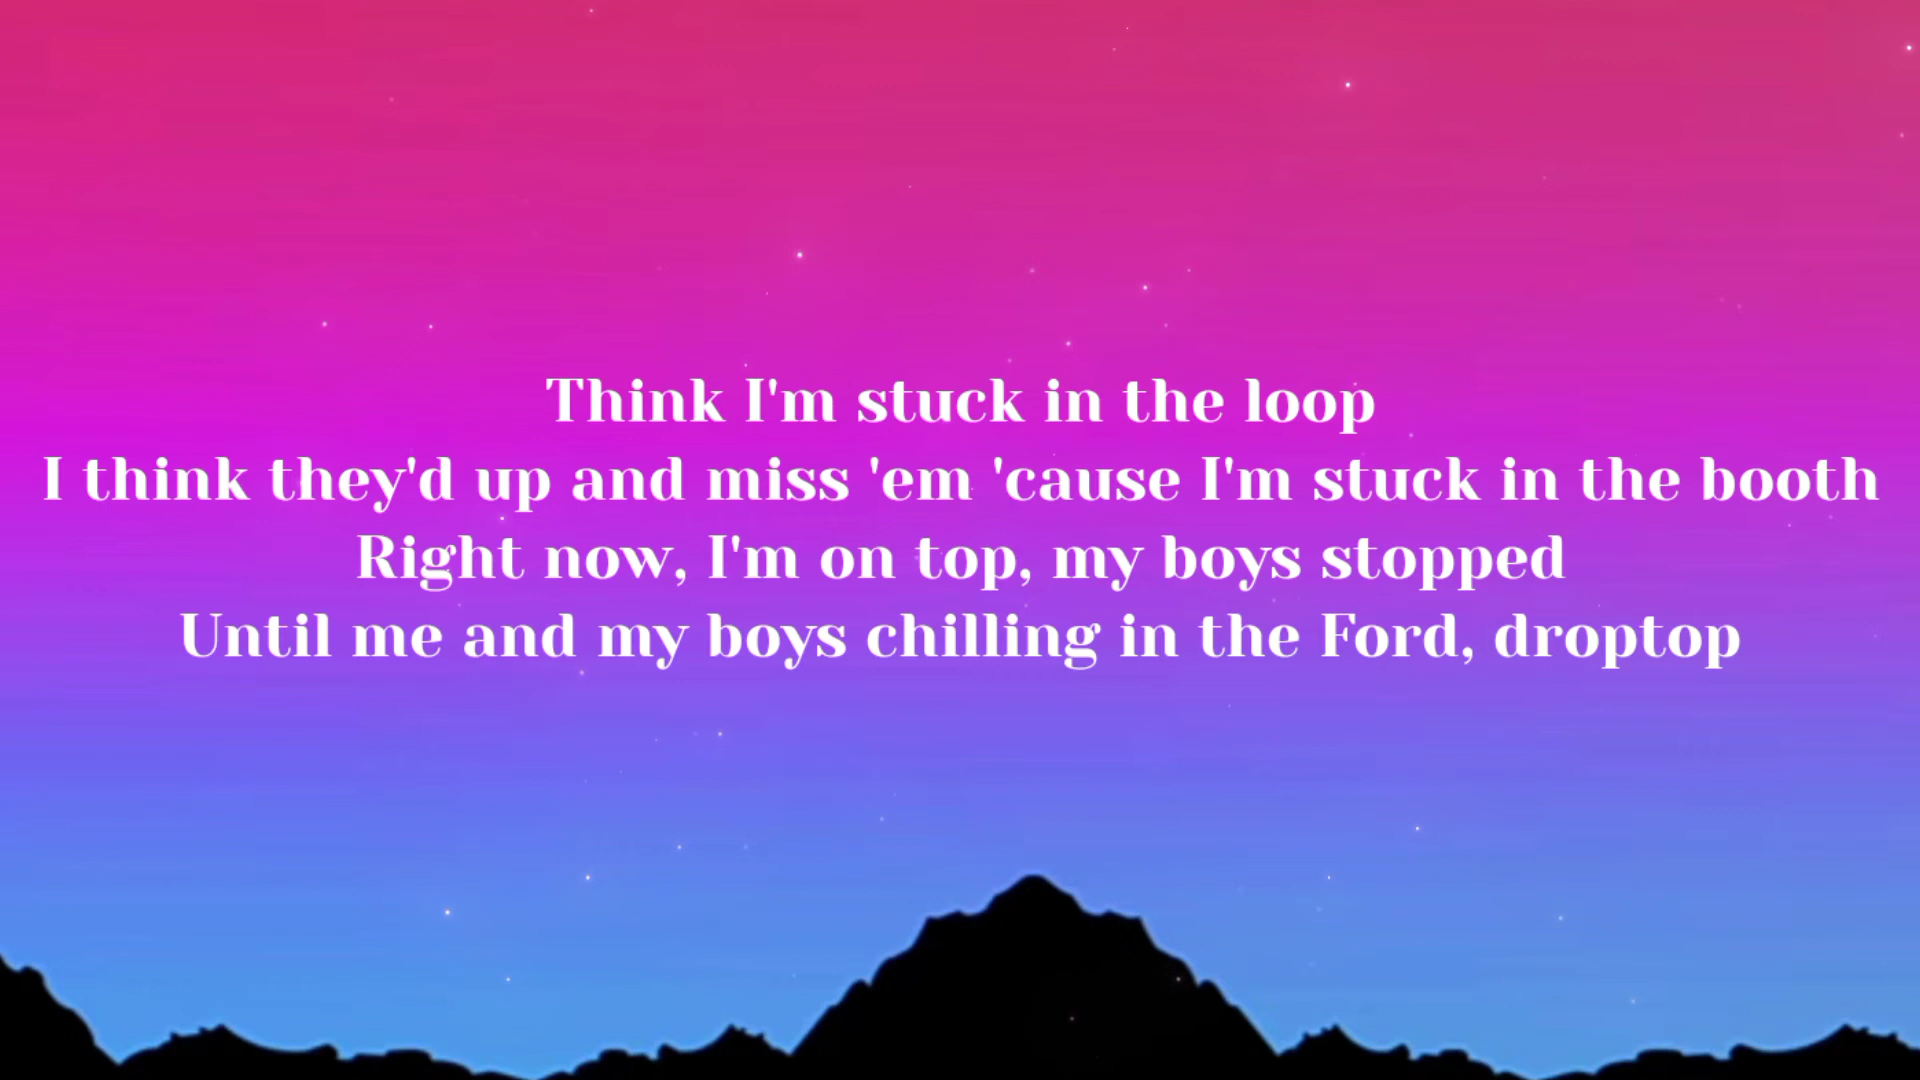 Think I'm stuck in the loop
I think they'd up and miss 'em 'cause I'm stuck in the booth
Right now, I'm on top, my boys stopped
Until me and my boys chilling in the Ford, droptop